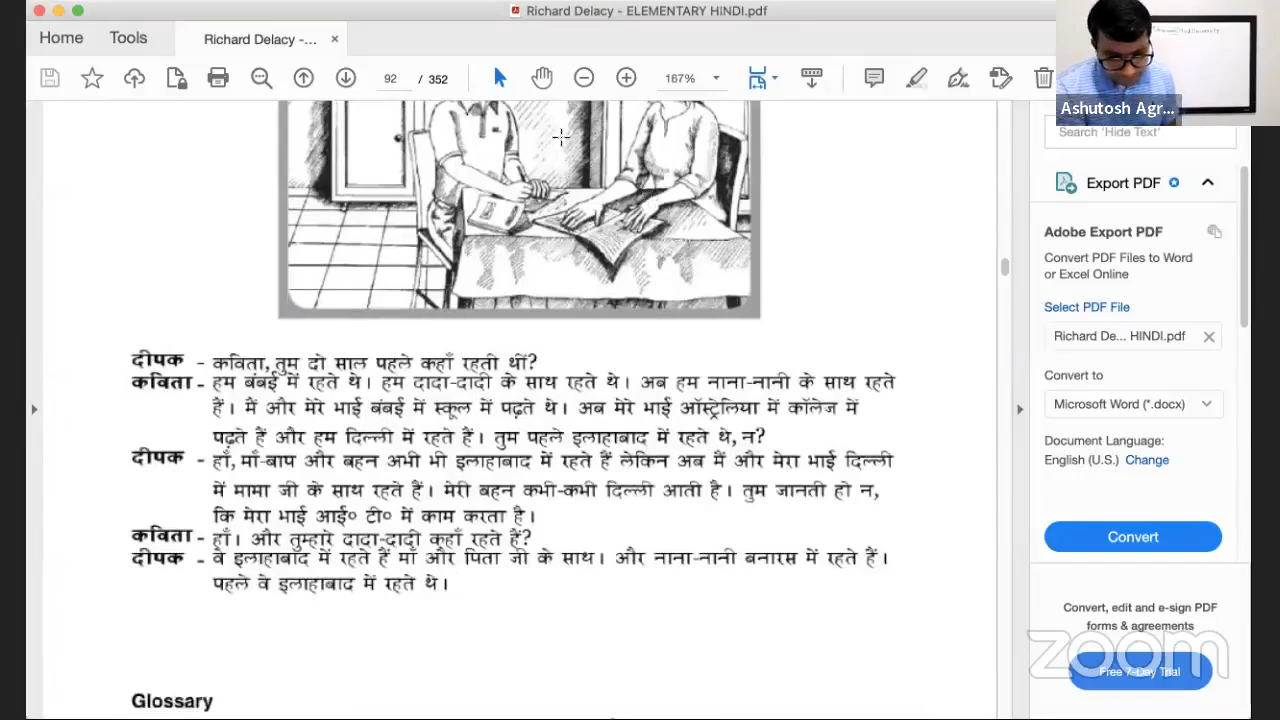 Richard Delacy - ELEMENTARY HINDI.pdf
Home Tools Richard Delacy -... ×
92 / 352 167%
Ashutosh Agr...
Search 'Hide Text'
Export PDF
Adobe Export PDF
Convert PDF Files to Word
or Excel Online
Select PDF File
Richard De... HINDI.pdf
Convert to
Microsoft Word (*.docx)
Document Language:
English (U.S.) Change
Convert
Convert, edit and e-sign PDF
forms & agreements
Free 7-Day Trial
zoom
दीपक - कविता, तुम दो साल पहले कहाँ रहती थीं?
कविता - हम बंबई में रहते थे। हम दादा-दादी के साथ रहते थे। अब हम नाना-नानी के साथ रहते
हैं। मैं और मेरे भाई बंबई में स्कूल में पढ़ते थे। अब मेरे भाई ऑस्ट्रेलिया में कॉलेज में
पढ़ते हैं और हम दिल्ली में रहते हैं। तुम पहले इलाहाबाद में रहते थे, न?
दीपक - हाँ, माँ-बाप और बहन अभी भी इलाहाबाद में रहते हैं लेकिन अब मैं और मेरा भाई दिल्ली
में मामा जी के साथ रहते हैं। मेरी बहन कभी-कभी दिल्ली आती है। तुम जानती हो न,
कि मेरा भाई आई० टी० में काम करता है।
कविता - हाँ। और तुम्हारे दादा-दादी कहाँ रहते हैं?
दीपक - वे इलाहाबाद में रहते हैं माँ और पिता जी के साथ। और नाना-नानी बनारस में रहते हैं।
पहले वे इलाहाबाद में रहते थे।
Glossary